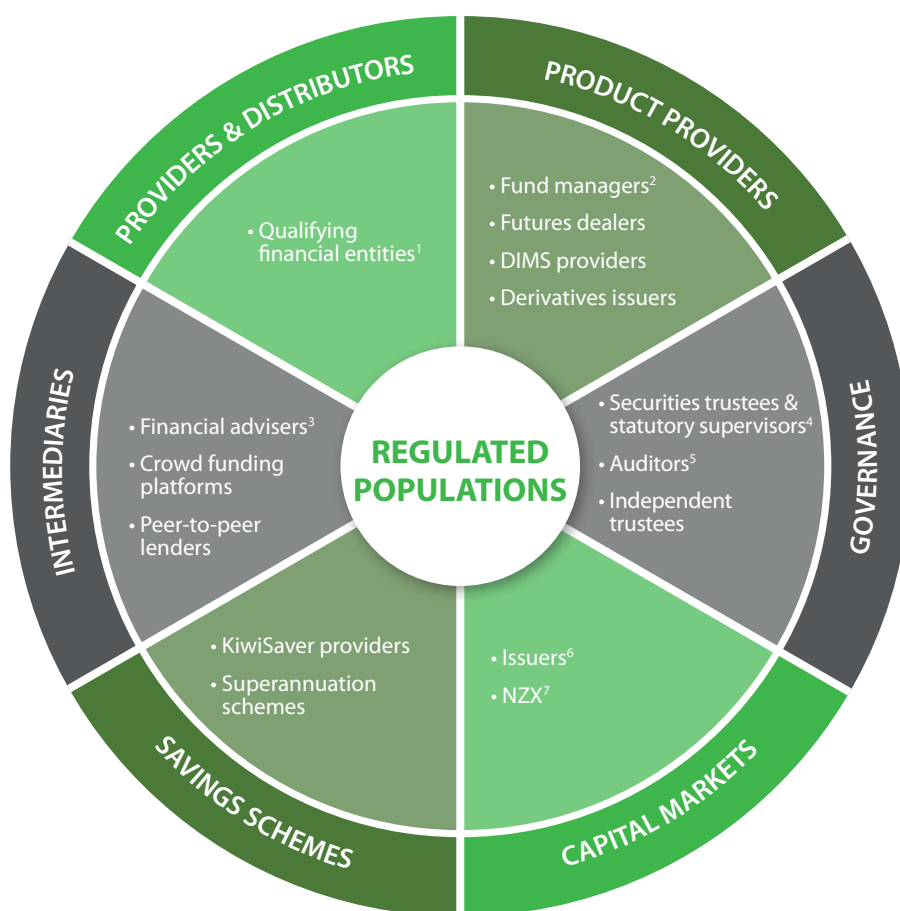 PROVIDERS & DISTRIBUTORS
• Qualifying
financial entities¹
PRODUCT PROVIDERS
• Fund managers²
• Futures dealers
• DIMS providers
• Derivatives issuers
GOVERNANCE
• Securities trustees &
statutory supervisors⁴
• Auditors⁵
• Independent
trustees
CAPITAL MARKETS
• Issuers⁶
• NZX⁷
SAVINGS SCHEMES
• KiwiSaver providers
• Superannuation
schemes
INTERMEDIARIES
• Financial advisers³
• Crowd funding
platforms
• Peer-to-peer
lenders
REGULATED
POPULATIONS